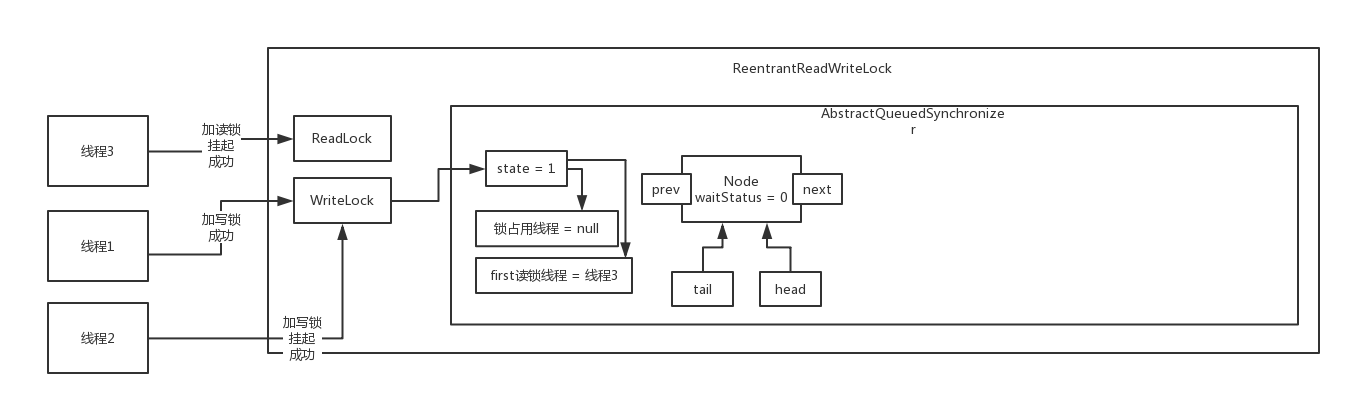 ReentrantReadWriteLock
AbstractQueuedSynchronize
r
线程3
加读锁
挂起
成功
ReadLock
线程1
加写锁
成功
WriteLock
线程2
加写锁
挂起
成功
state = 1
锁占用线程 = null
first读锁线程 = 线程3
prev
Node
waitStatus = 0
next
tail
head